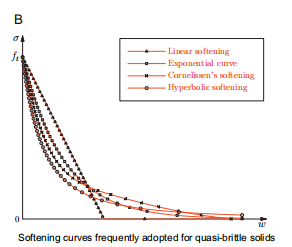 B
σ
fₜ
Linear softening
Exponential curve
Cornelissen's softening
Hyperbolic softening
0
w
Softening curves frequently adopted for quasi-brittle solids